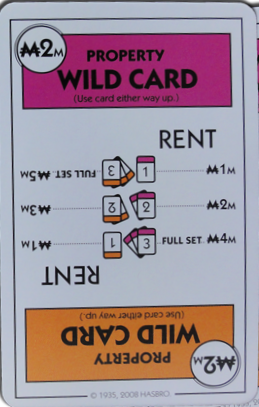 ₩2M
PROPERTY
WILD CARD
(Use card either way up.)
RENT
1 ₩1M
2 ₩2M
3 FULL SET ₩4M
RENT
1 ₩1M
2 ₩3M
3 FULL SET ₩5M
₩2M
PROPERTY
WILD CARD
(Use card either way up.)
© 1935, 2008 HASBRO